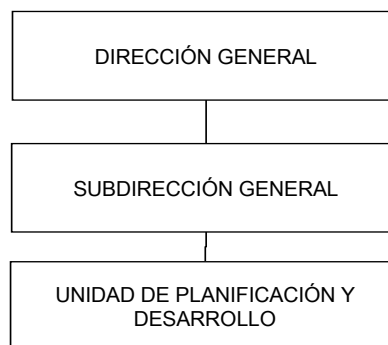 DIRECCIÓN GENERAL
SUBDIRECCIÓN GENERAL
UNIDAD DE PLANIFICACIÓN Y
DESARROLLO